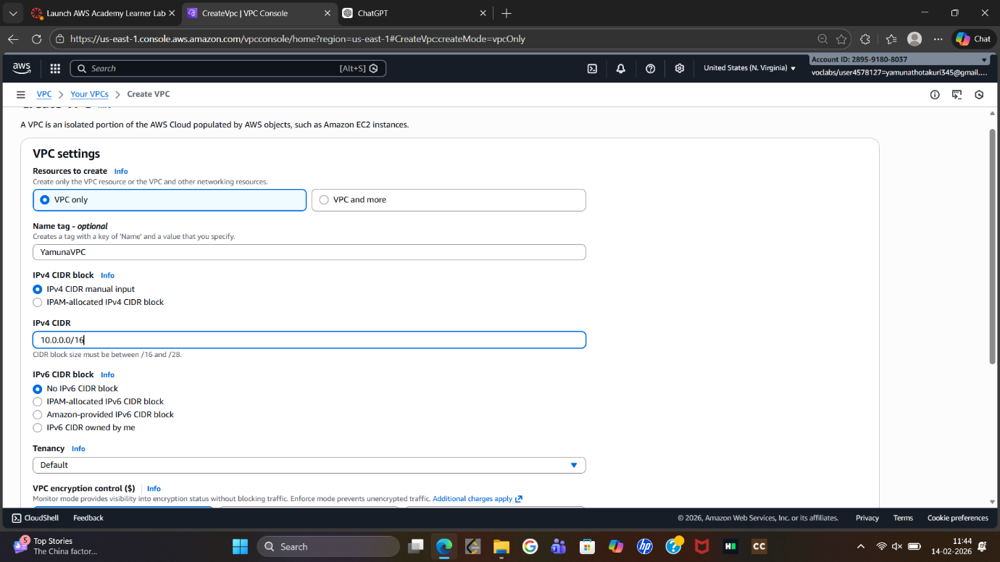 Launch AWS Academy Learner Lab
CreateVpc | VPC Console
ChatGPT
https://us-east-1.console.aws.amazon.com/vpcconsole/home?region=us-east-1#CreateVpc:createMode=vpcOnly
Chat
aws
Search
[Alt+S]
United States (N. Virginia)
Account ID: 2895-9180-8037
voclabs/user4578127=yamunathotakuri345@gmail....
VPC > Your VPCs > Create VPC
Create VPC Info
A VPC is an isolated portion of the AWS Cloud populated by AWS objects, such as Amazon EC2 instances.
VPC settings
Resources to create Info
Create only the VPC resource or the VPC and other networking resources.
VPC only
VPC and more
Name tag - optional
Creates a tag with a key of 'Name' and a value that you specify.
YamunaVPC
IPv4 CIDR block Info
IPv4 CIDR manual input
IPAM-allocated IPv4 CIDR block
IPv4 CIDR
10.0.0.0/16
CIDR block size must be between /16 and /28.
IPv6 CIDR block Info
No IPv6 CIDR block
IPAM-allocated IPv6 CIDR block
Amazon-provided IPv6 CIDR block
IPv6 CIDR owned by me
Tenancy Info
Default
VPC encryption control ($) Info
Monitor mode provides visibility into encryption status without blocking traffic. Enforce mode prevents unencrypted traffic. Additional charges apply
CloudShell
Feedback
© 2026, Amazon Web Services, Inc. or its affiliates.
Privacy
Terms
Cookie preferences
5
Top Stories
The China factor...
Search
hp
CC
11:44
14-02-2026